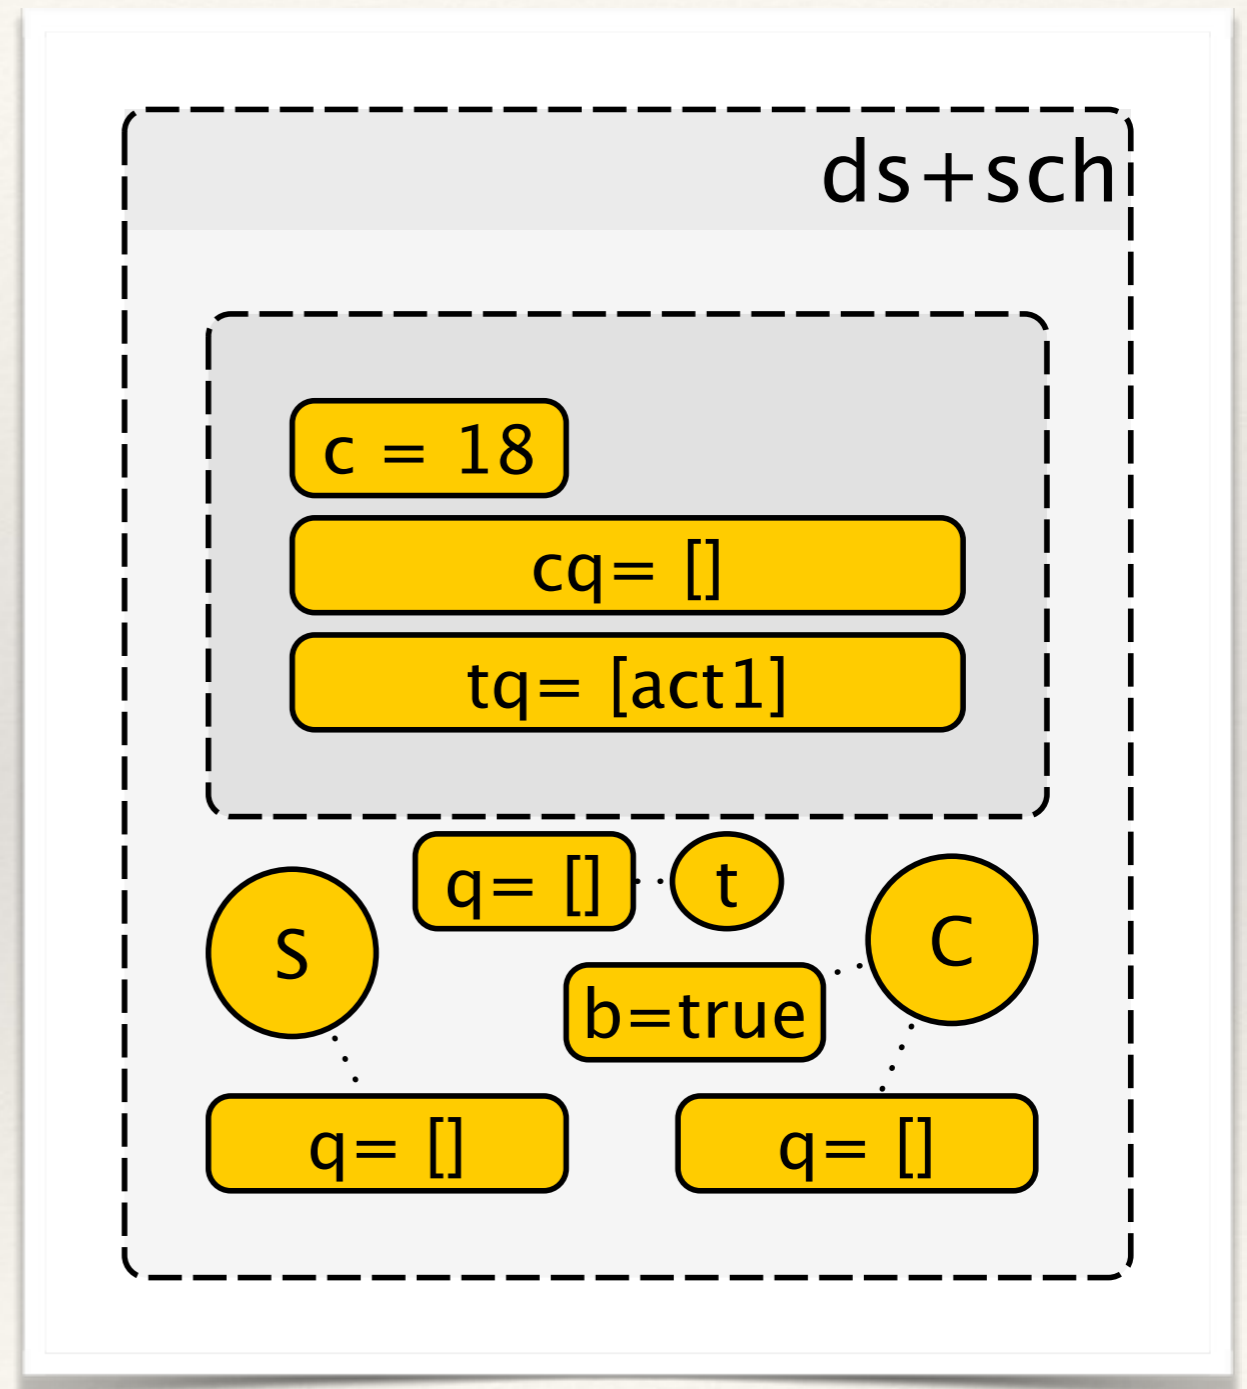 ds+sch
c = 18
cq= []
tq= [act1]
q= []
t
S
C
b=true
q= []
q= []